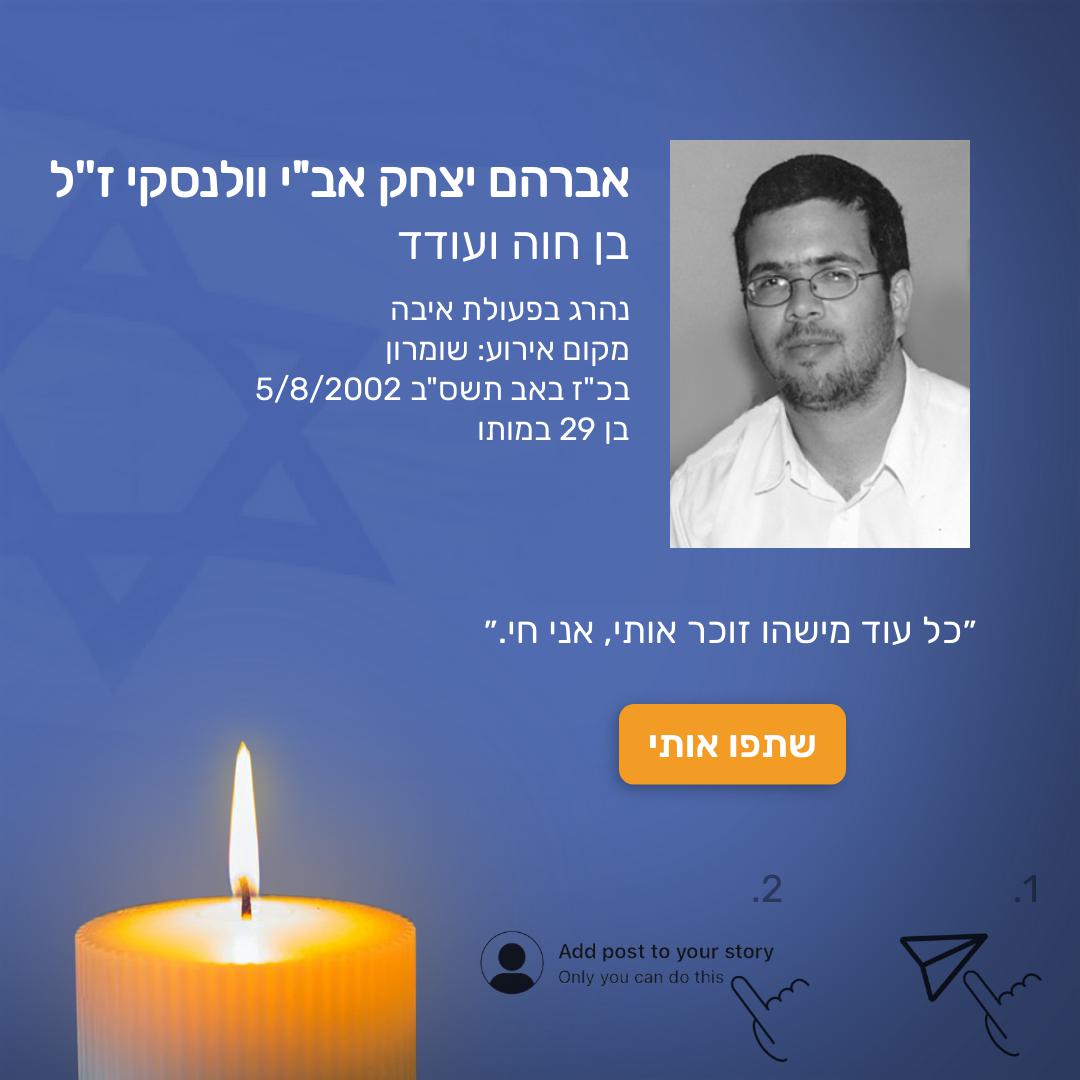 אברהם יצחק אב"י וולנסקי ז"ל
בן חוה ועודד
נהרג בפעולת איבה
מקום אירוע: שומרון
בכ"ז באב תשס"ב 5/8/2002
בן 29 במותו
״כל עוד מישהו זוכר אותי, אני חי.״
שתפו אותי
1.
2.
Add post to your story
Only you can do this